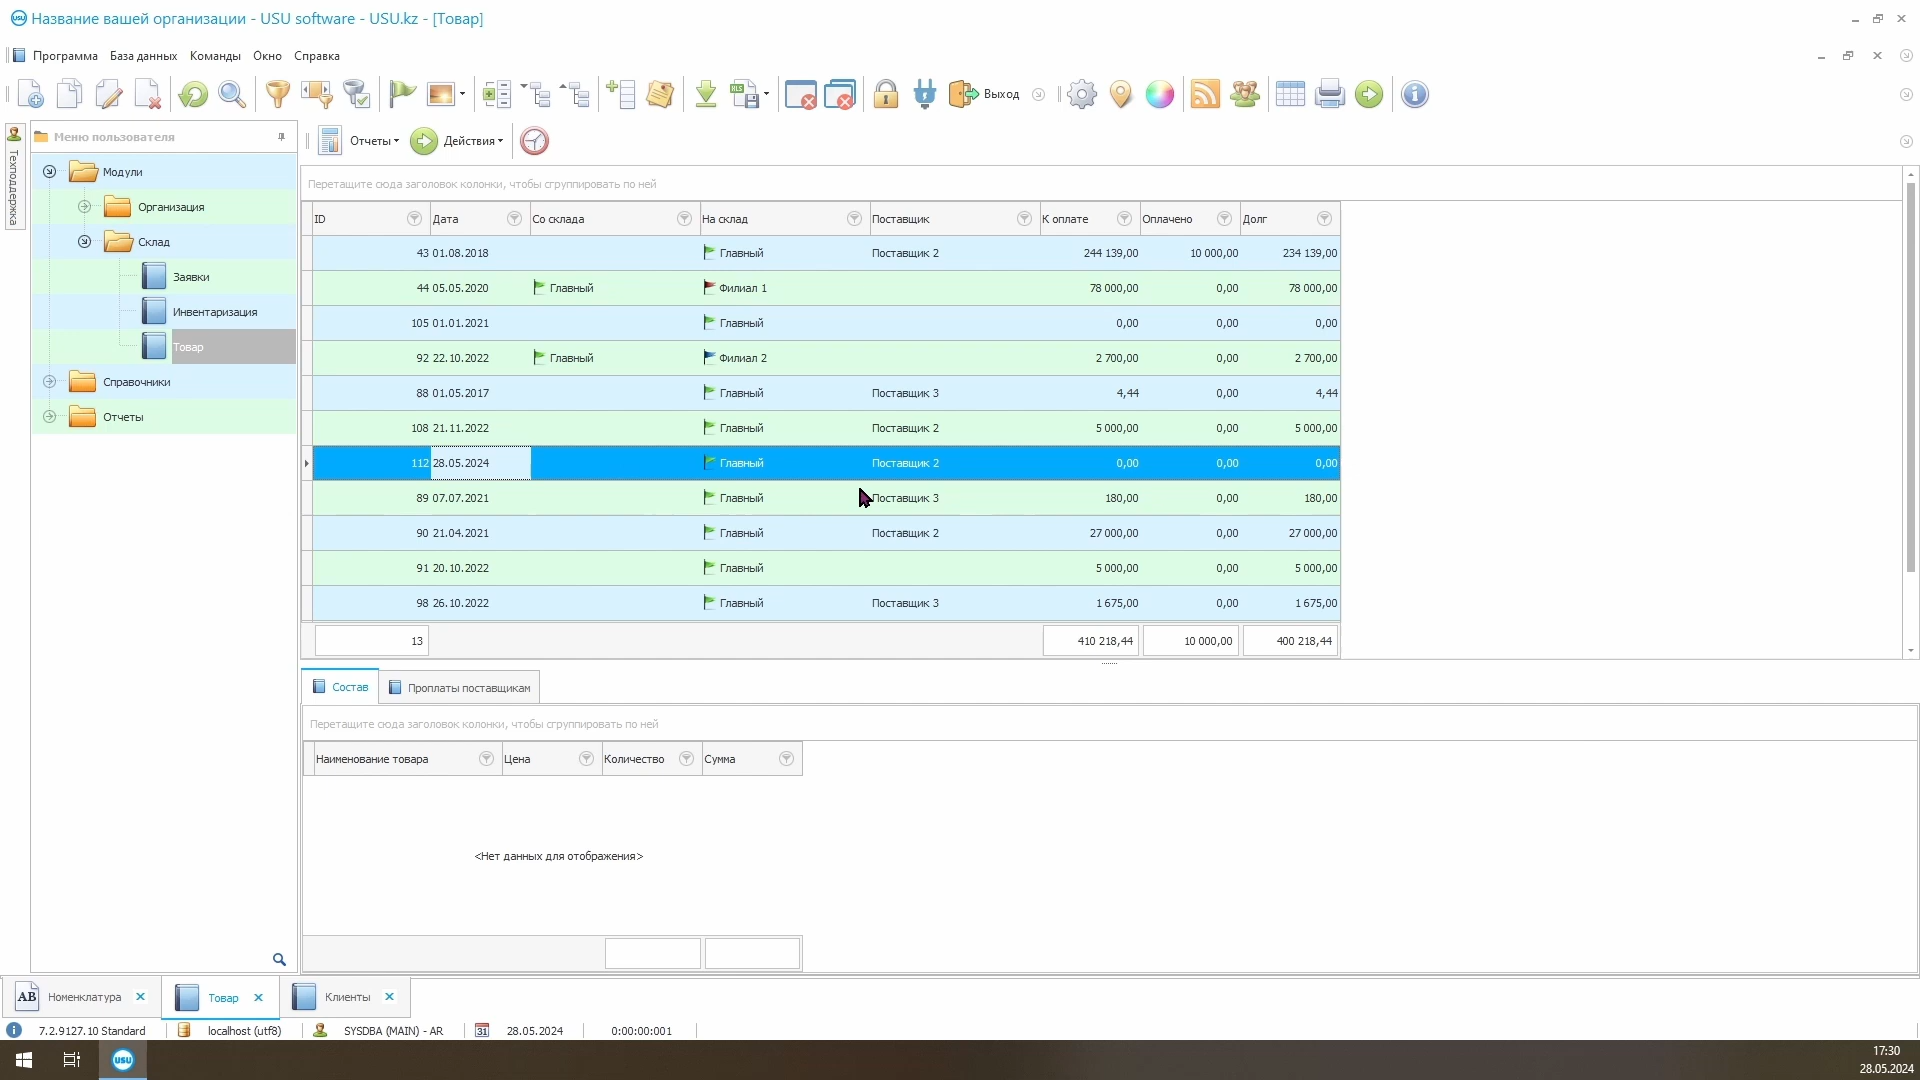 Название вашей организации - USU software - USU.kz - [Товар]
Программа База данных Команды Окно Справка
XLS Выход
Техподдержка
Меню пользователя
Модули
Организация
Склад
Заявки
Инвентаризация
Товар
Справочники
Отчеты
Отчеты Действия
Перетащите сюда заголовок колонки, чтобы сгруппировать по ней
ID Дата Со склада На склад Поставщик К оплате Оплачено Долг
43 01.08.2018 Главный Поставщик 2 244 139,00 10 000,00 234 139,00
44 05.05.2020 Главный Филиал 1 78 000,00 0,00 78 000,00
105 01.01.2021 Главный 0,00 0,00 0,00
92 22.10.2022 Главный Филиал 2 2 700,00 0,00 2 700,00
88 01.05.2017 Главный Поставщик 3 4,44 0,00 4,44
108 21.11.2022 Главный Поставщик 2 5 000,00 0,00 5 000,00
112 28.05.2024 Главный Поставщик 2 0,00 0,00 0,00
89 07.07.2021 Главный Поставщик 3 180,00 0,00 180,00
90 21.04.2021 Главный Поставщик 2 27 000,00 0,00 27 000,00
91 20.10.2022 Главный 5 000,00 0,00 5 000,00
98 26.10.2022 Главный Поставщик 3 1 675,00 0,00 1 675,00
13 410 218,44 10 000,00 400 218,44
Состав Проплаты поставщикам
Перетащите сюда заголовок колонки, чтобы сгруппировать по ней
Наименование товара Цена Количество Сумма
<Нет данных для отображения>
AB Номенклатура Товар Клиенты
7.2.9127.10 Standard localhost (utf8) SYSDBA (MAIN) - AR 31 28.05.2024 0:00:00:001
USU
17:30
28.05.2024